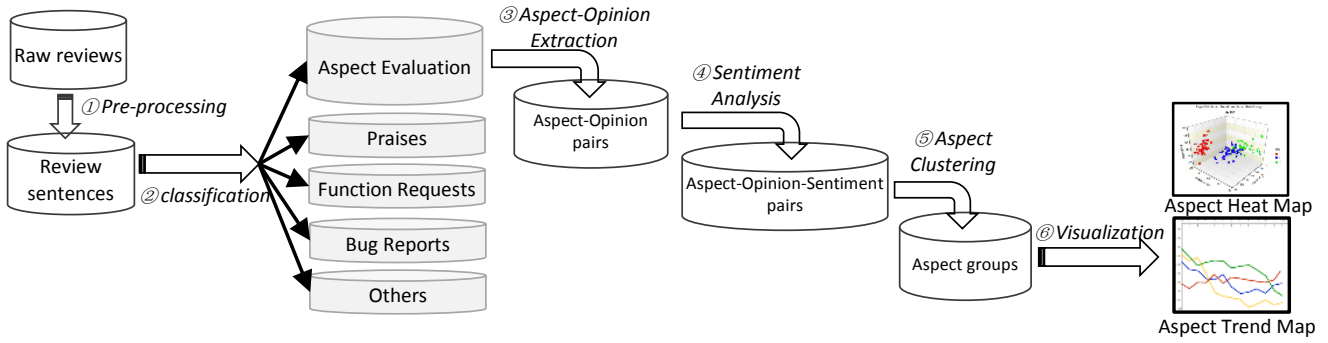 Raw reviews
①Pre-processing
Review
sentences
②classification
Aspect Evaluation
Praises
Function Requests
Bug Reports
Others
③Aspect-Opinion
Extraction
Aspect-Opinion
pairs
④Sentiment
Analysis
Aspect-Opinion-Sentiment
pairs
⑤Aspect
Clustering
Aspect groups
⑥Visualization
Aspect Heat Map
Aspect Trend Map